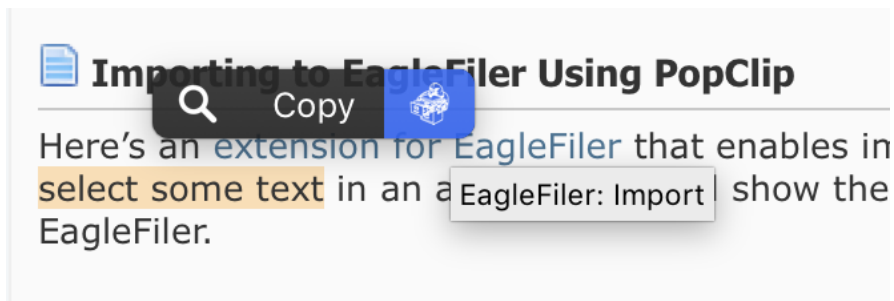 Importing to EagleFiler Using PopClip
Copy
Here’s an extension for EagleFiler that enables
select some text in an
EagleFiler: Import
show the
EagleFiler.